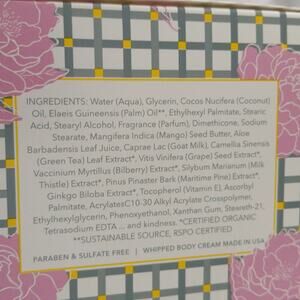 INGREDIENTS: Water (Aqua), Glycerin, Cocos Nucifera (Coconut)
Oil, Elaeis Guineensis (Palm) Oil**, Ethylhexyl Palmitate, Stearic
Acid, Stearyl Alcohol, Fragrance (Parfum), Dimethicone, Sodium
Stearate, Mangifera Indica (Mango) Seed Butter, Aloe
Barbadensis Leaf Juice, Caprae Lac (Goat Milk), Camellia Sinensis
(Green Tea) Leaf Extract*, Vitis Vinifera (Grape) Seed Extract*,
Vaccinium Myrtillus (Bilberry) Extract*, Silybum Marianum (Milk
Thistle) Extract*, Pinus Pinaster Bark (Maritime Pine) Extract*,
Ginkgo Biloba Extract*, Tocopherol (Vitamin E), Ascorbyl
Palmitate, AcrylatesC10-30 Alkyl Acrylate Crosspolymer,
Ethylhexylglycerin, Phenoxyethanol, Xanthan Gum, Steareth-21,
Tetrasodium EDTA ... and kindness. *CERTIFIED ORGANIC
**SUSTAINABLE SOURCE, RSPO CERTIFIED
PARABEN & SULFATE FREE | WHIPPED BODY CREAM MADE IN USA